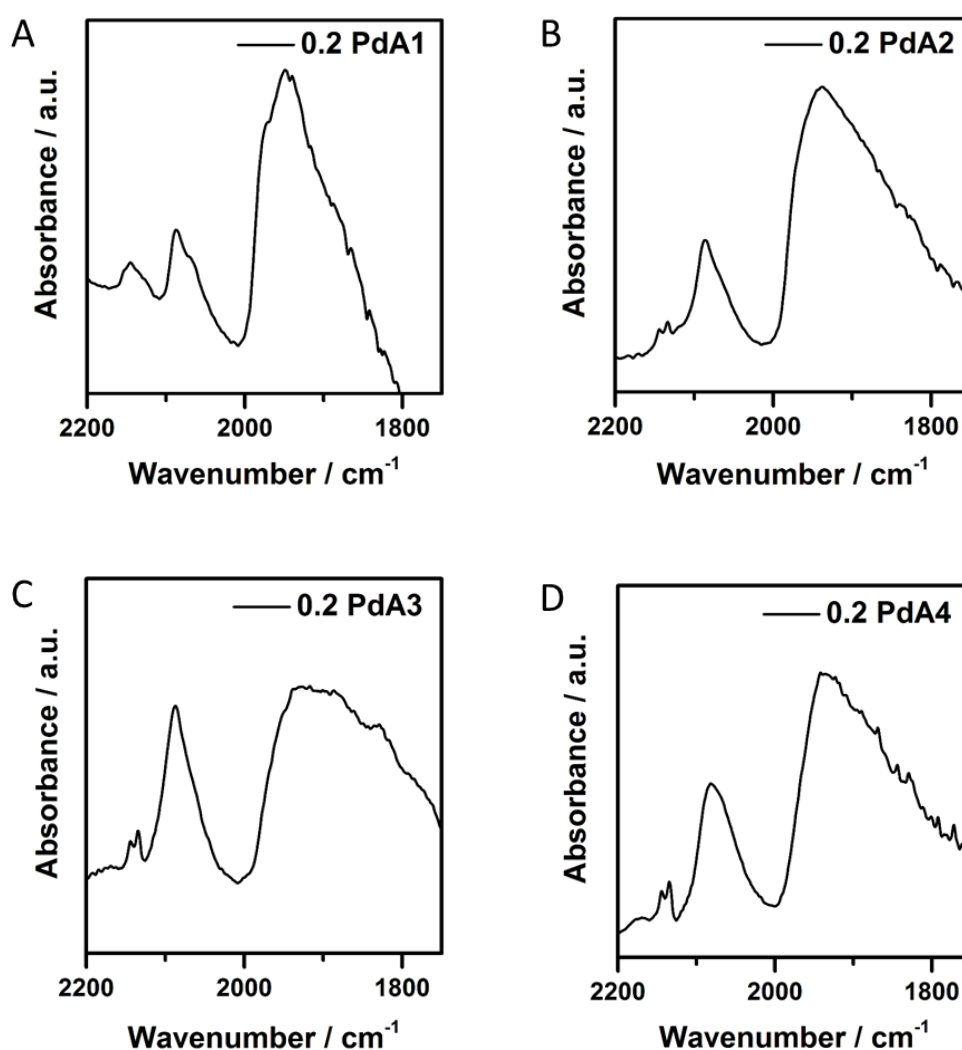 A
0.2 PdA1
Absorbance / a.u.
2200 2000 1800
Wavenumber / cm⁻¹
B
0.2 PdA2
Absorbance / a.u.
2200 2000 1800
Wavenumber / cm⁻¹
C
0.2 PdA3
Absorbance / a.u.
2200 2000 1800
Wavenumber / cm⁻¹
D
0.2 PdA4
Absorbance / a.u.
2200 2000 1800
Wavenumber / cm⁻¹